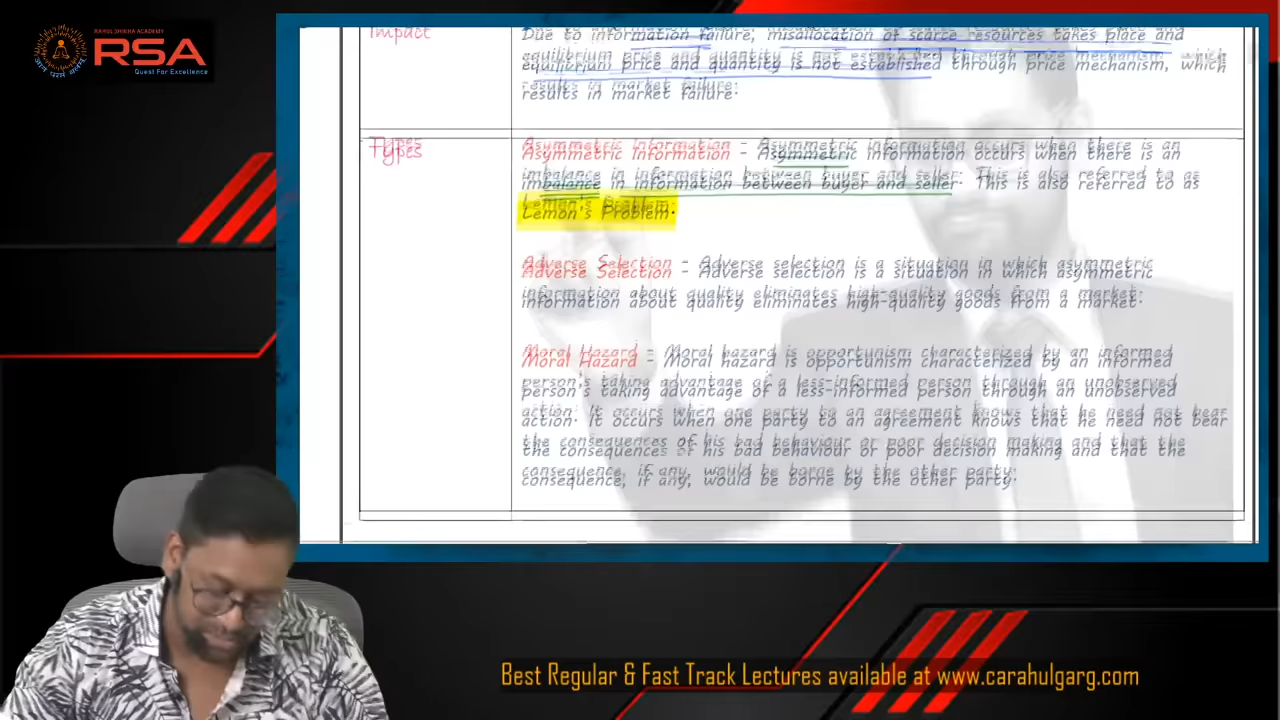 RAHUL SHIKHA ACADEMY
RSA
Quest For Excellence
Impact
Due to information failure, misallocation of scarce resources takes place and
equilibrium price and quantity is not established through price mechanism, which
results in market failure.
Types
Asymmetric Information - Asymmetric information occurs when there is an
imbalance in information between buyer and seller. This is also referred to as
Lemon's Problem.
Adverse Selection - Adverse selection is a situation in which asymmetric
information about quality eliminates high-quality goods from a market.
Moral Hazard - Moral hazard is opportunism characterized by an informed
person's taking advantage of a less-informed person through an unobserved
action. It occurs when one party to an agreement knows that he need not bear
the consequences of his bad behaviour or poor decision making and that the
consequence, if any, would be borne by the other party.
Best Regular & Fast Track Lectures available at www.carahulgarg.com